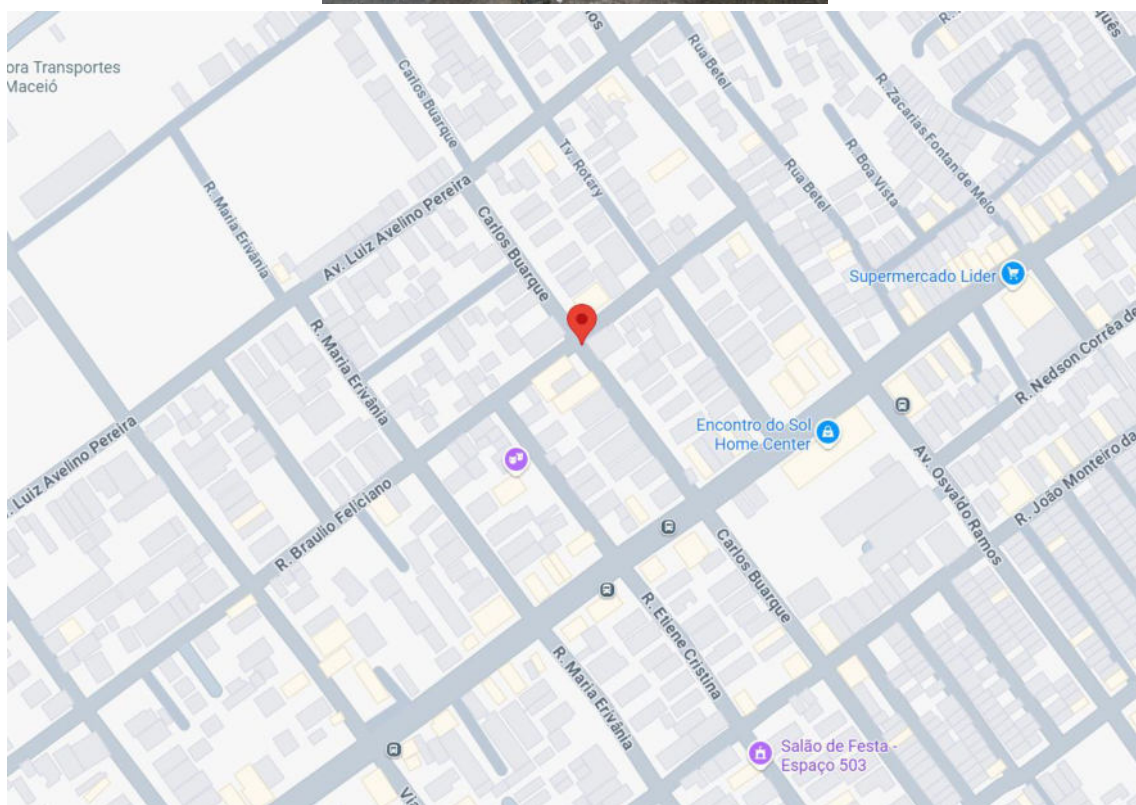 ora Transportes
Maceió
Carlos Buarque
Rua Betel
R. Zacarias Fontan de Melo
R. Boa Vista
Tv. Rotary
Rua Betel
R. Maria Erivânia
Av. Luiz Avelino Pereira
Carlos Buarque
Supermercado Lider
R. Maria Erivânia
R. Nedson Corrêa de
Encontro do Sol
Home Center
. Luiz Avelino Pereira
R. Braulio Feliciano
Av. Osvaldo Ramos
R. João Monteiro da
Carlos Buarque
R. Etiene Cristina
R. Maria Erivânia
Salão de Festa -
Espaço 503